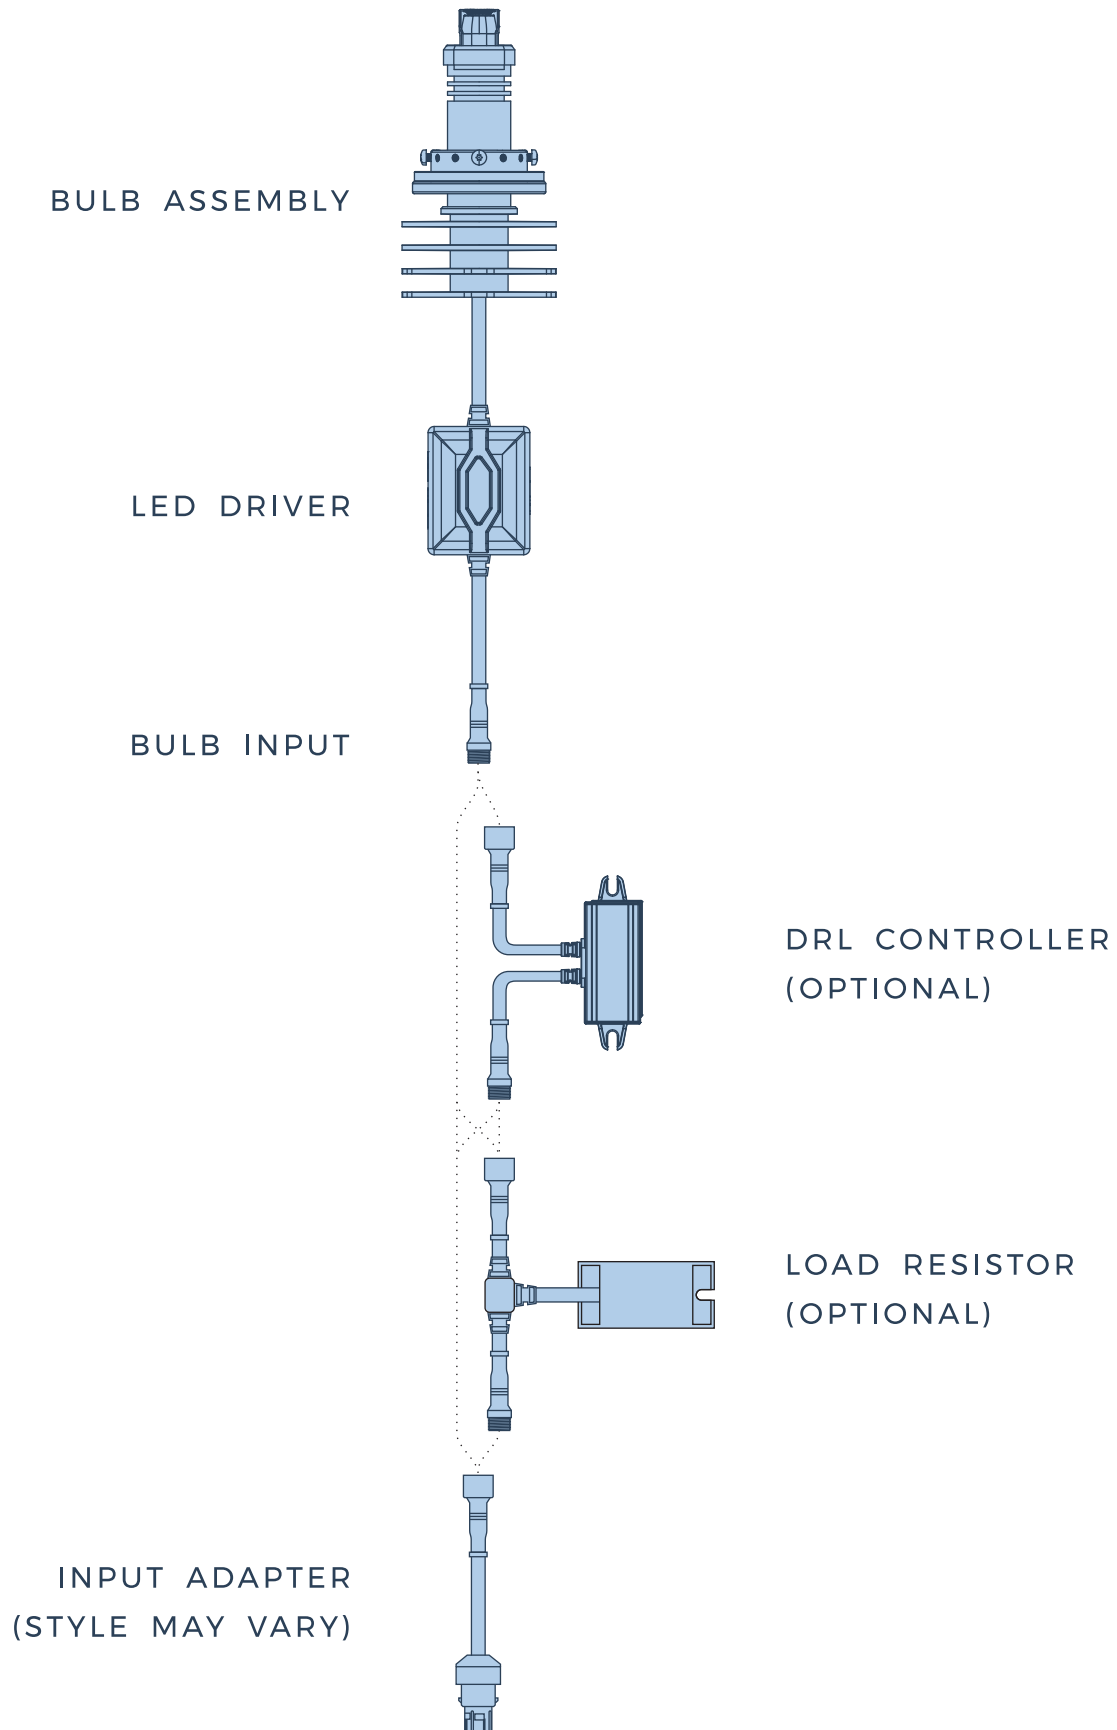 BULB ASSEMBLY
LED DRIVER
BULB INPUT
DRL CONTROLLER
(OPTIONAL)
LOAD RESISTOR
(OPTIONAL)
INPUT ADAPTER
(STYLE MAY VARY)